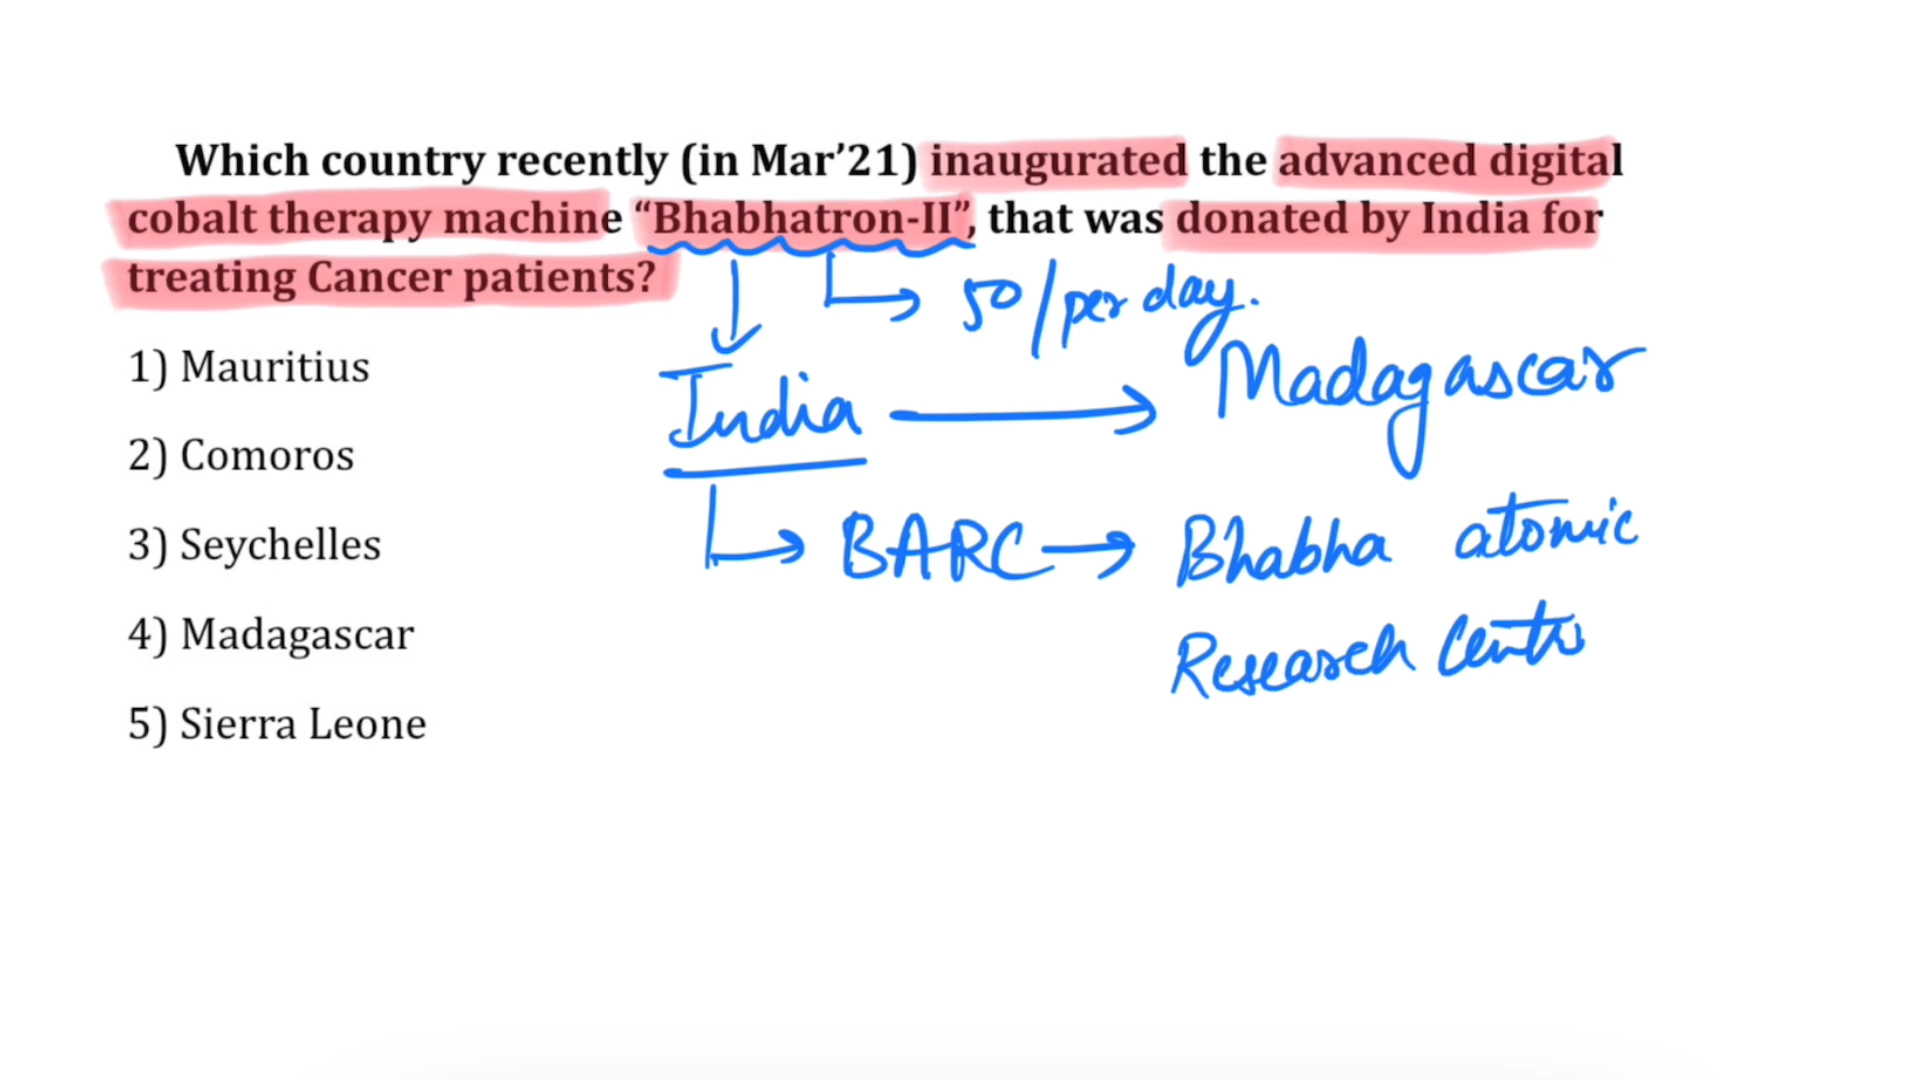 Which country recently (in Mar’21) inaugurated the advanced digital
cobalt therapy machine “Bhabhatron-II”, that was donated by India for
treating Cancer patients?
50/per day.
1) Mauritius
India → Madagascar
2) Comoros
3) Seychelles
BARC → Bhabha atomic
Research Centre
4) Madagascar
5) Sierra Leone